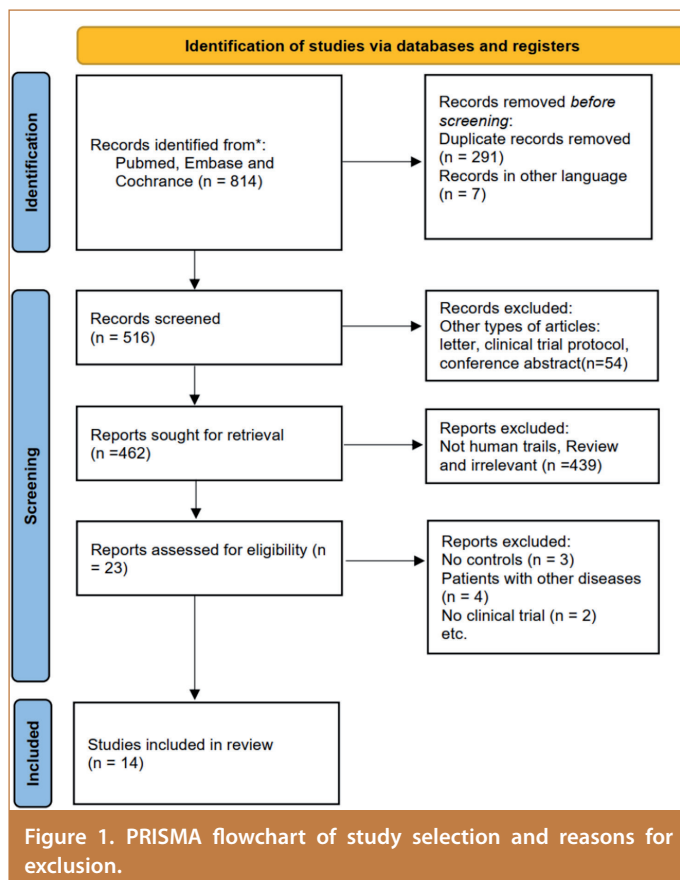 Identification of studies via databases and registers
Identification
Records identified from*:
Pubmed, Embase and
Cochrance (n = 814)
Records removed before
screening:
Duplicate records removed
(n = 291)
Records in other language
(n = 7)
Screening
Records screened
(n = 516)
Records excluded:
Other types of articles:
letter, clinical trial protocol,
conference abstract(n=54)
Reports sought for retrieval
(n =462)
Reports excluded:
Not human trails, Review
and irrelevant (n =439)
Reports assessed for eligibility (n
= 23)
Reports excluded:
No controls (n = 3)
Patients with other diseases
(n = 4)
No clinical trial (n = 2)
etc.
Included
Studies included in review
(n = 14)
Figure 1. PRISMA flowchart of study selection and reasons for
exclusion.